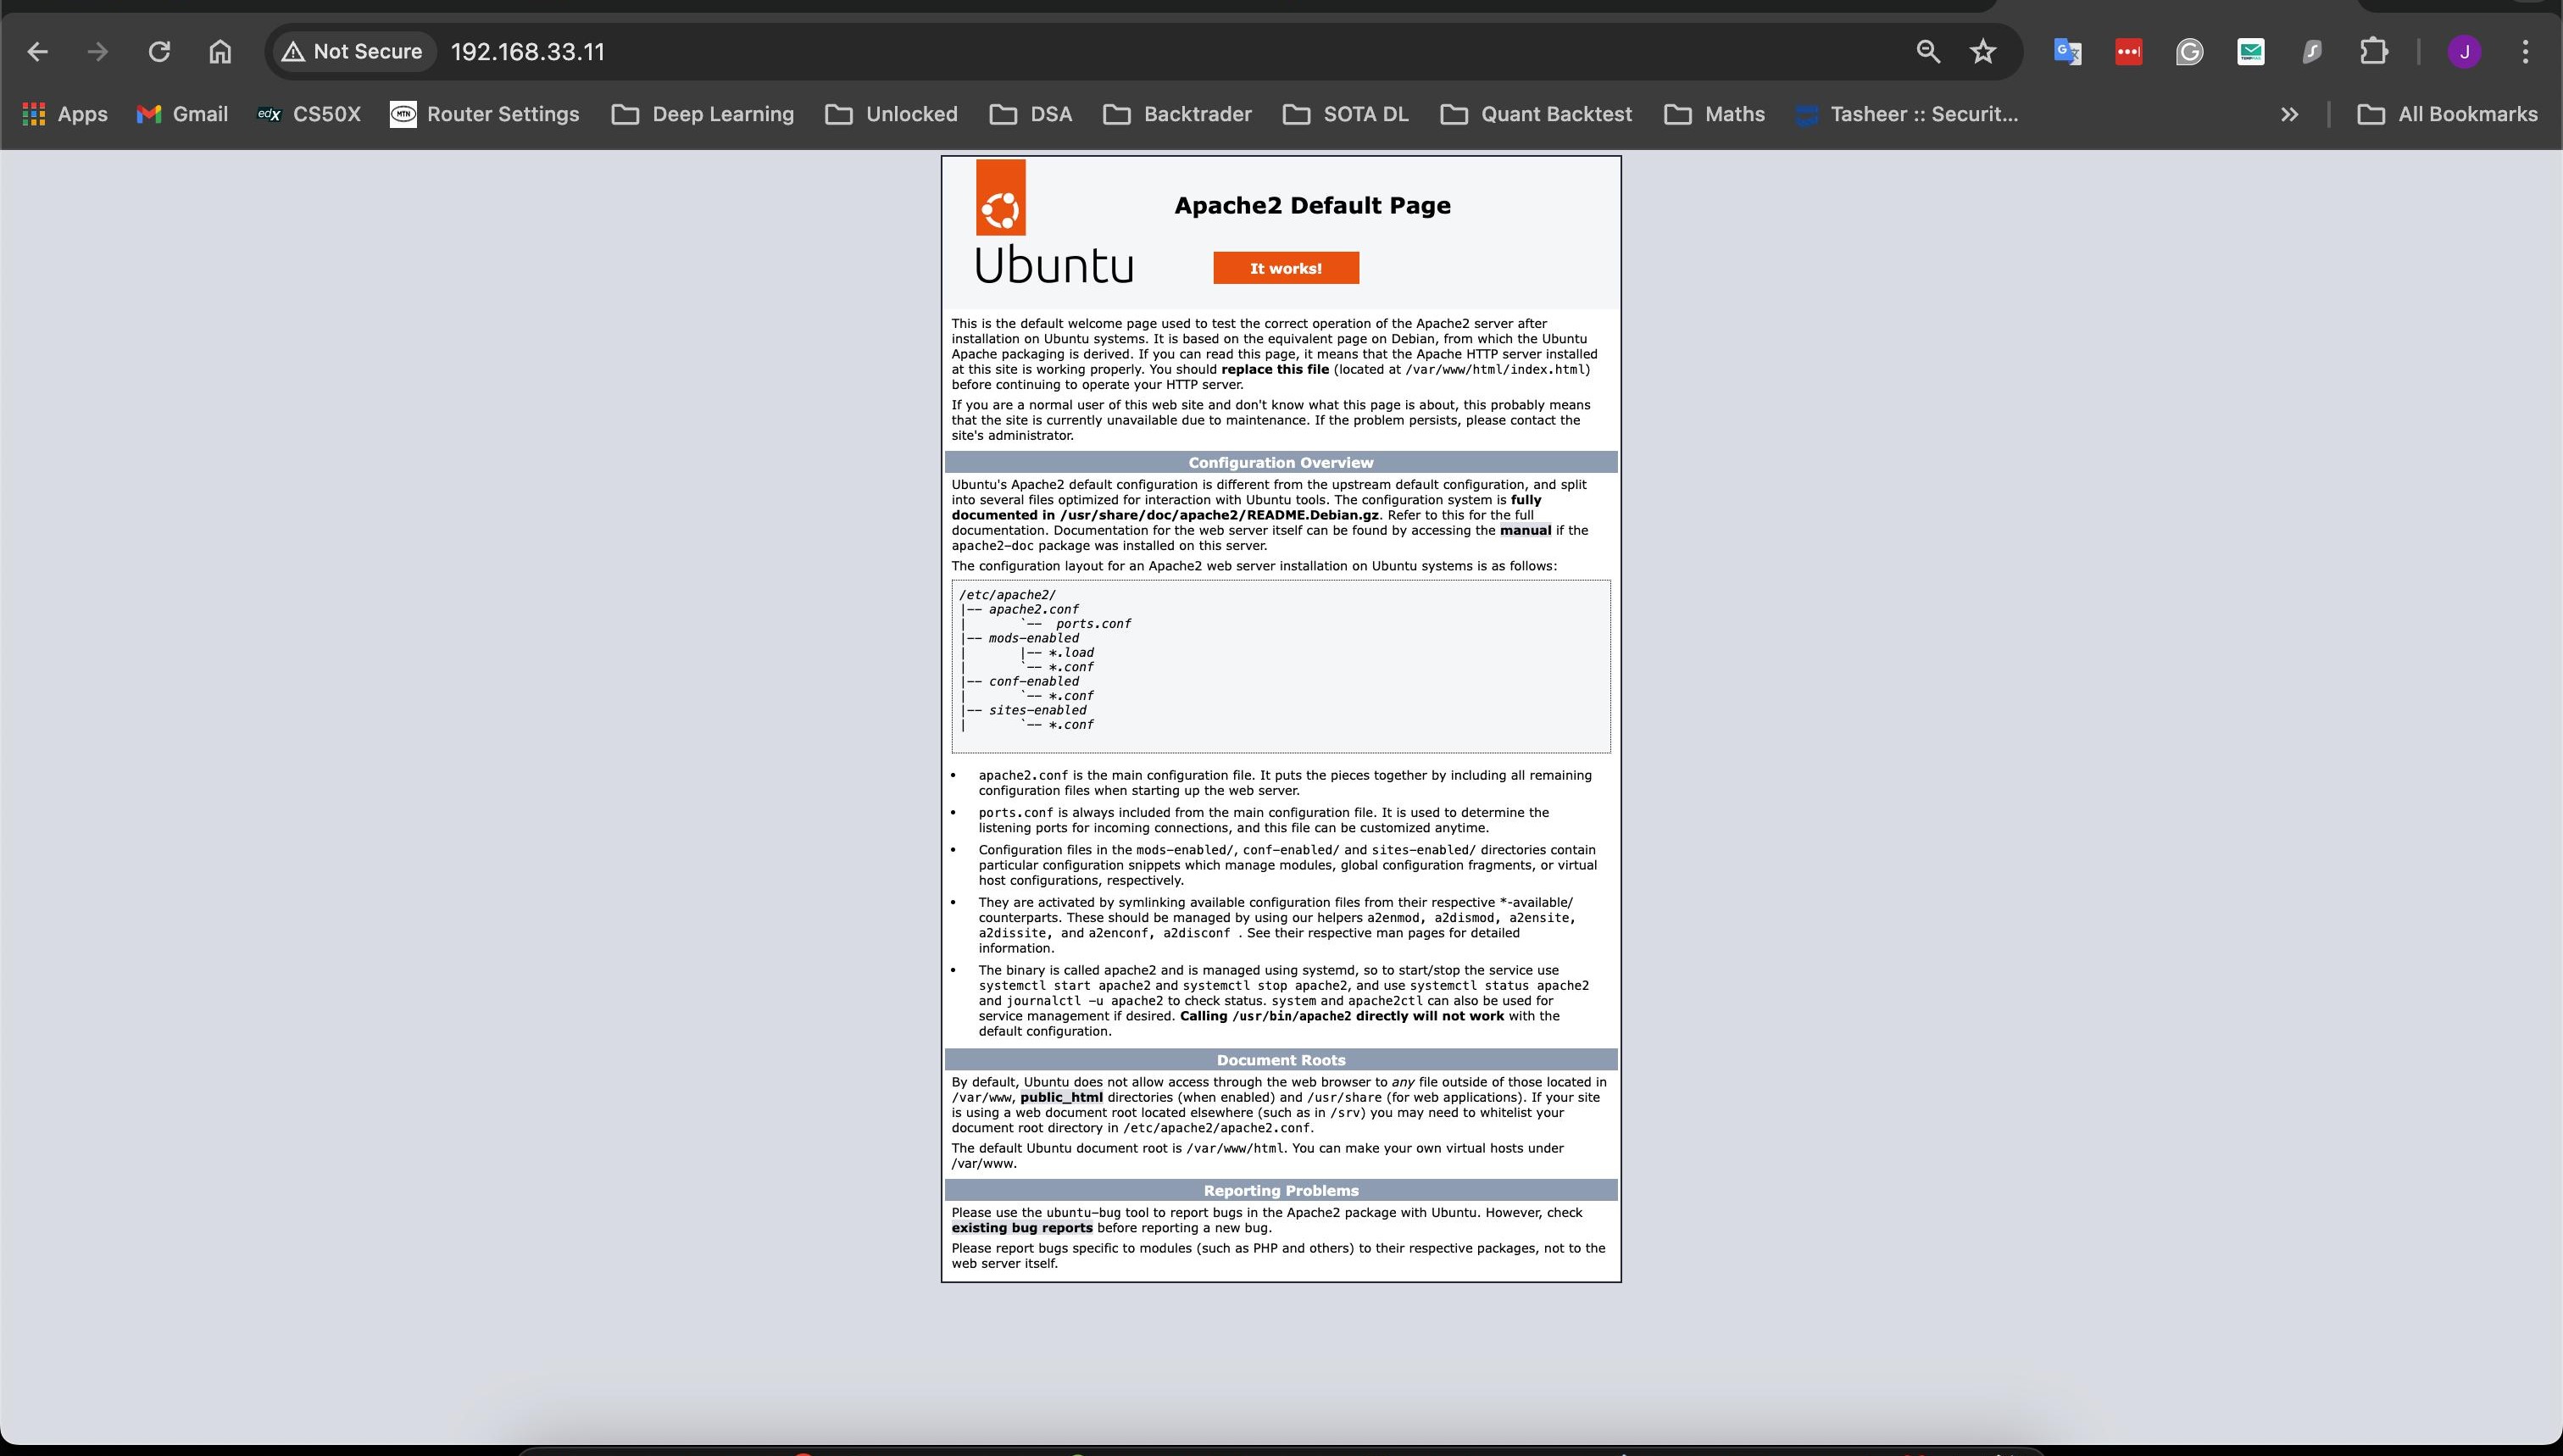 Not Secure 192.168.33.11
J
Apps Gmail edX CS50X MTN Router Settings Deep Learning Unlocked DSA Backtrader SOTA DL Quant Backtest Maths Tasheer :: Securit... » All Bookmarks
Apache2 Default Page
Ubuntu
It works!
This is the default welcome page used to test the correct operation of the Apache2 server after
installation on Ubuntu systems. It is based on the equivalent page on Debian, from which the Ubuntu
Apache packaging is derived. If you can read this page, it means that the Apache HTTP server installed
at this site is working properly. You should replace this file (located at /var/www/html/index.html)
before continuing to operate your HTTP server.
If you are a normal user of this web site and don't know what this page is about, this probably means
that the site is currently unavailable due to maintenance. If the problem persists, please contact the
site's administrator.
Configuration Overview
Ubuntu's Apache2 default configuration is different from the upstream default configuration, and split
into several files optimized for interaction with Ubuntu tools. The configuration system is fully
documented in /usr/share/doc/apache2/README.Debian.gz. Refer to this for the full
documentation. Documentation for the web server itself can be found by accessing the manual if the
apache2-doc package was installed on this server.
The configuration layout for an Apache2 web server installation on Ubuntu systems is as follows:
/etc/apache2/
|-- apache2.conf
|       `--  ports.conf
|-- mods-enabled
|       |-- *.load
|       `-- *.conf
|-- conf-enabled
|       `-- *.conf
|-- sites-enabled
|       `-- *.conf
• apache2.conf is the main configuration file. It puts the pieces together by including all remaining
configuration files when starting up the web server.
• ports.conf is always included from the main configuration file. It is used to determine the
listening ports for incoming connections, and this file can be customized anytime.
• Configuration files in the mods-enabled/, conf-enabled/ and sites-enabled/ directories contain
particular configuration snippets which manage modules, global configuration fragments, or virtual
host configurations, respectively.
• They are activated by symlinking available configuration files from their respective *-available/
counterparts. These should be managed by using our helpers a2enmod, a2dismod, a2ensite,
a2dissite, and a2enconf, a2disconf . See their respective man pages for detailed
information.
• The binary is called apache2 and is managed using systemd, so to start/stop the service use
systemctl start apache2 and systemctl stop apache2, and use systemctl status apache2
and journalctl -u apache2 to check status. system and apache2ctl can also be used for
service management if desired. Calling /usr/bin/apache2 directly will not work with the
default configuration.
Document Roots
By default, Ubuntu does not allow access through the web browser to any file outside of those located in
/var/www, public_html directories (when enabled) and /usr/share (for web applications). If your site
is using a web document root located elsewhere (such as in /srv) you may need to whitelist your
document root directory in /etc/apache2/apache2.conf.
The default Ubuntu document root is /var/www/html. You can make your own virtual hosts under
/var/www.
Reporting Problems
Please use the ubuntu-bug tool to report bugs in the Apache2 package with Ubuntu. However, check
existing bug reports before reporting a new bug.
Please report bugs specific to modules (such as PHP and others) to their respective packages, not to the
web server itself.